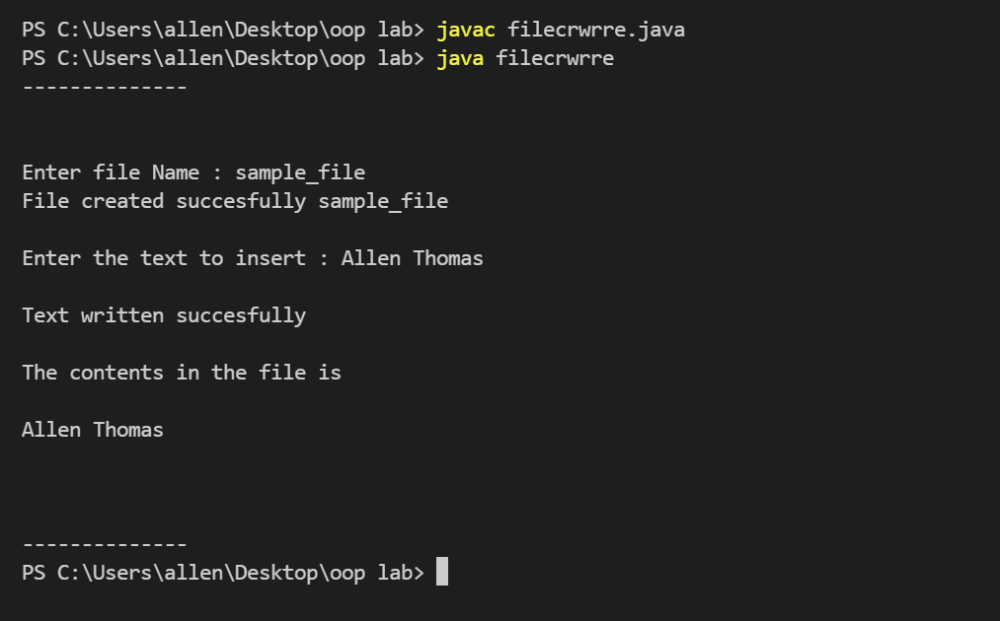 PS C:\Users\allen\Desktop\oop lab> javac filecrwrre.java
PS C:\Users\allen\Desktop\oop lab> java filecrwrre
--------------
Enter file Name : sample_file
File created succesfully sample_file
Enter the text to insert : Allen Thomas
Text written succesfully
The contents in the file is
Allen Thomas
--------------
PS C:\Users\allen\Desktop\oop lab>